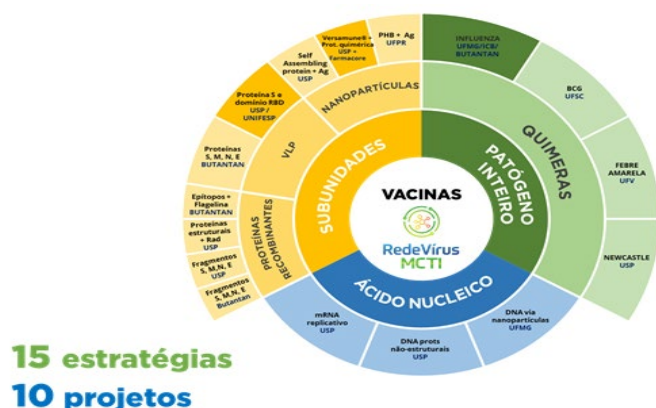 VACINAS
RedeVírus
MCTI
SUBUNIDADES
PATÓGENO
INTEIRO
ÁCIDO NUCLEICO
NANOPARTÍCULAS
VLP
PROTEÍNAS
RECOMBINANTES
QUIMERAS
INFLUENZA
UFMG/ICB/
BUTANTAN
BCG
UFSC
FEBRE
AMARELA
UFV
NEWCASTLE
USP
DNA via
nanopartículas
UFMG
DNA prots
não-estruturais
USP
mRNA
replicativo
USP
Fragmentos
S, M,N, E
Butantan
Fragmentos
S, M,N, E
USP
Proteínas
estruturais
+ Rad
USP
Epítopos +
Flagelina
BUTANTAN
Proteínas
S, M, N, E
BUTANTAN
Proteína S e
domínio RBD
USP /
UNIFESP
Self
Assembling
protein + Ag
USP
Versamune® +
Prot. quimérica
USP +
Farmacore
PHB + Ag
UFPR
15 estratégias
10 projetos